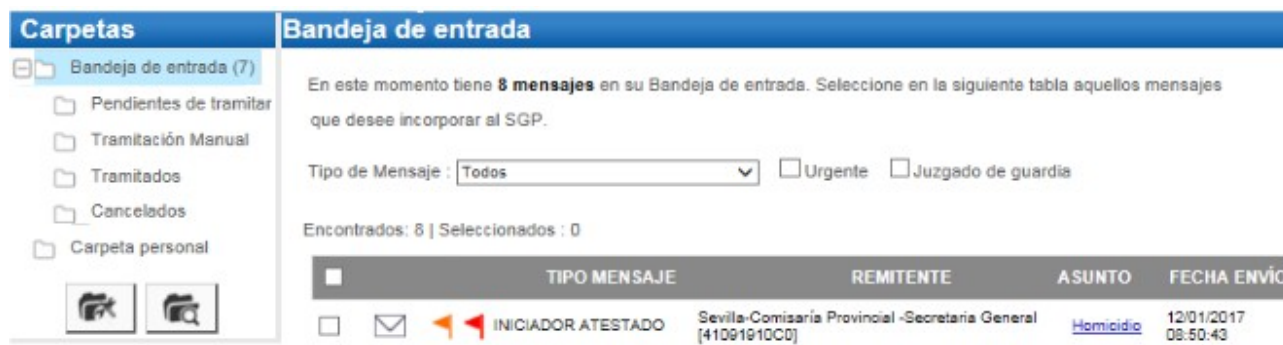 Carpetas
Bandeja de entrada (7)
Pendientes de tramitar
Tramitación Manual
Tramitados
Cancelados
Carpeta personal
Bandeja de entrada
En este momento tiene 8 mensajes en su Bandeja de entrada. Seleccione en la siguiente tabla aquellos mensajes
que desee incorporar al SGP.
Tipo de Mensaje : Todos Urgente Juzgado de guardia
Encontrados: 8 | Seleccionados : 0
TIPO MENSAJE REMITENTE ASUNTO FECHA ENVÍO
INICIADOR ATESTADO Sevilla-Comisaría Provincial -Secretaria General Homicidio 12/01/2017
[41091910C0] 08:50:43